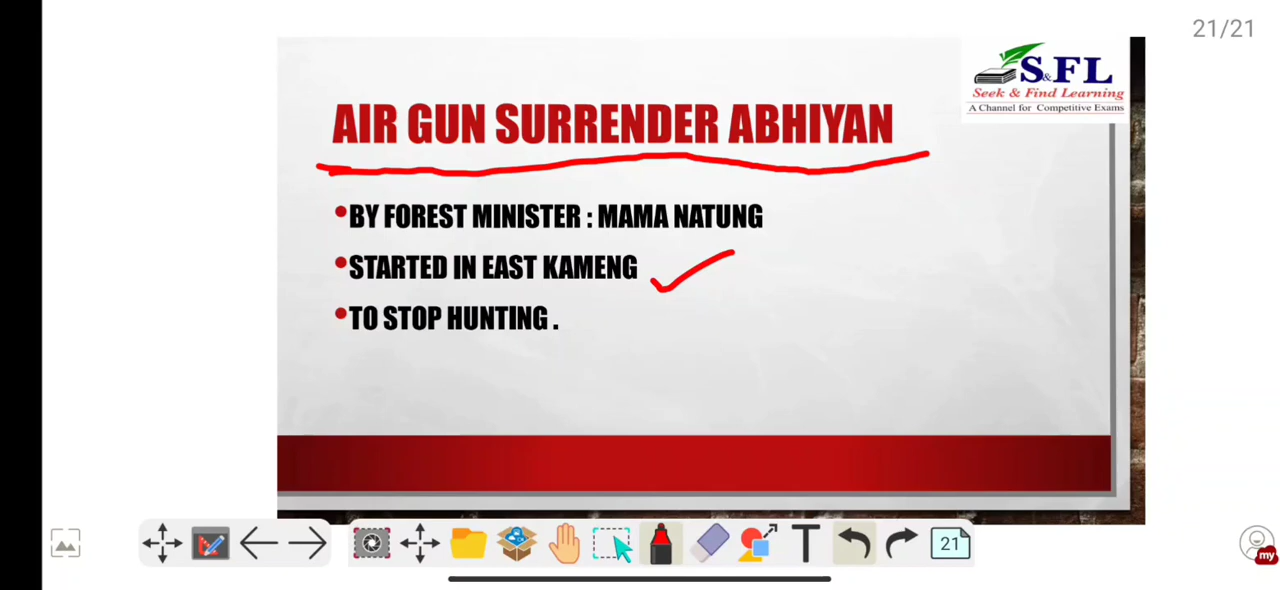 21/21
S&FL
Seek & Find Learning
A Channel for Competitive Exams
AIR GUN SURRENDER ABHIYAN
•BY FOREST MINISTER : MAMA NATUNG
•STARTED IN EAST KAMENG
•TO STOP HUNTING .
T
21
my